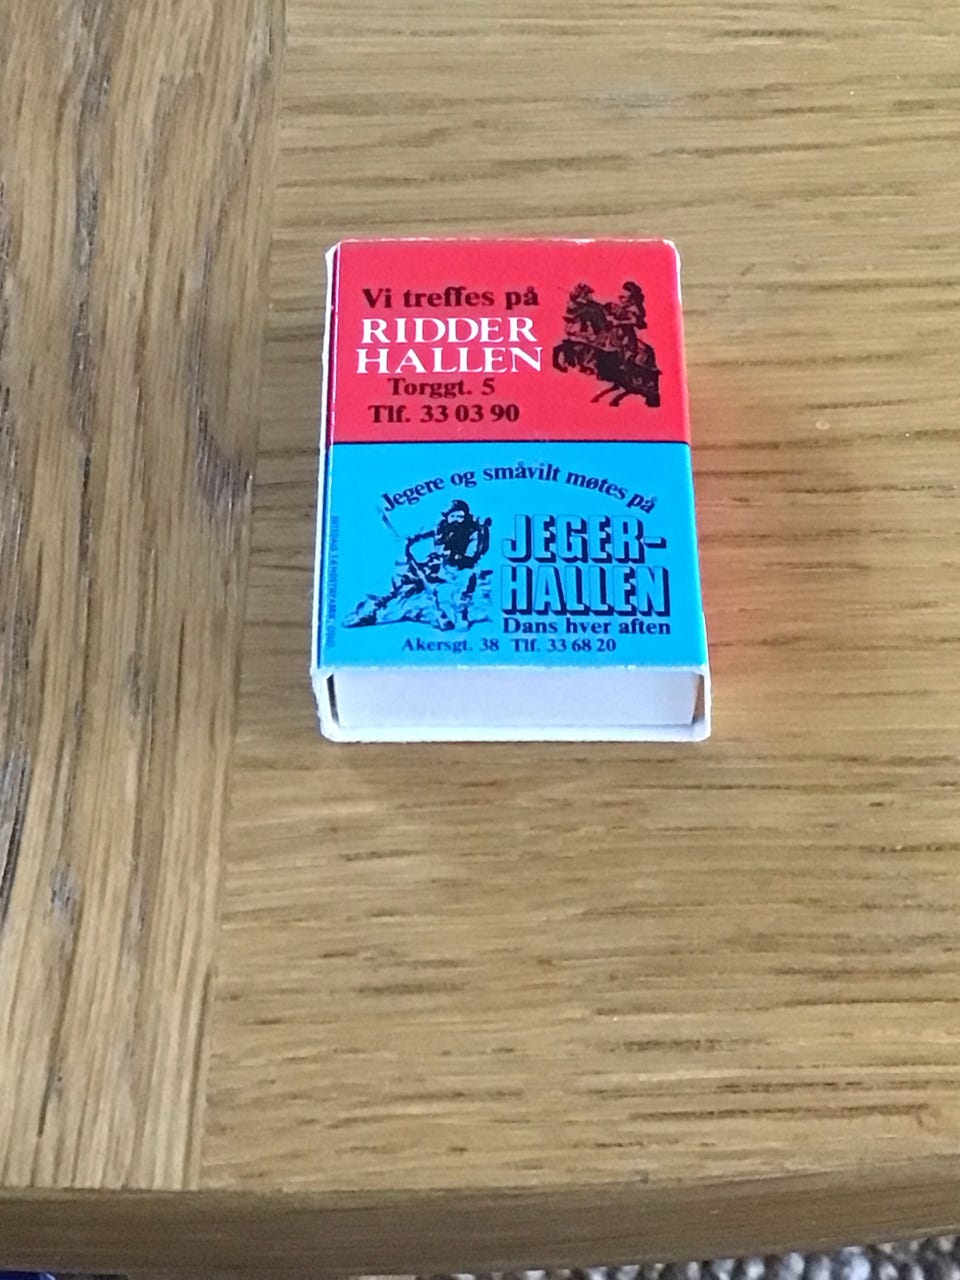 Vi treffes på
RIDDER
HALLEN
Torggt. 5
Tlf. 33 03 90
Jegere og småvilt møtes på
JEGER-
HALLEN
Dans hver aften
Akersgt. 38 Tlf. 33 68 20